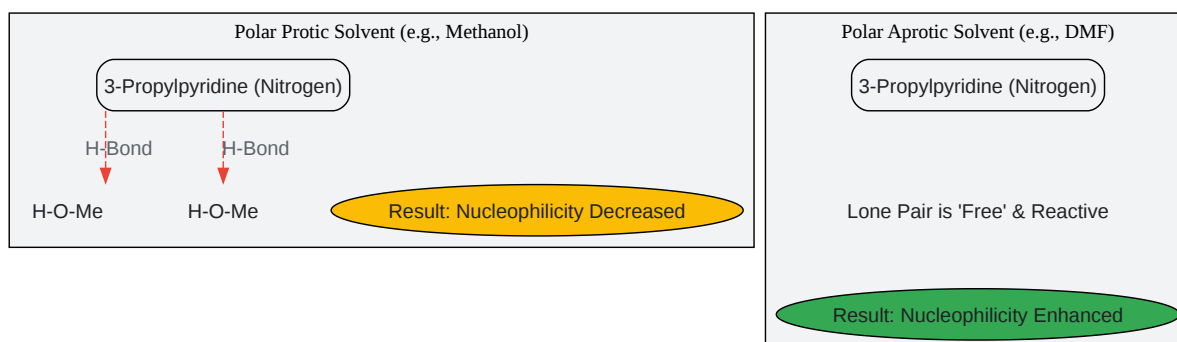 Polar Protic Solvent (e.g., Methanol)
3-Propylpyridine (Nitrogen)
H-Bond
H-Bond
H-O-Me
H-O-Me
Result: Nucleophilicity Decreased
Polar Aprotic Solvent (e.g., DMF)
3-Propylpyridine (Nitrogen)
Lone Pair is 'Free' & Reactive
Result: Nucleophilicity Enhanced